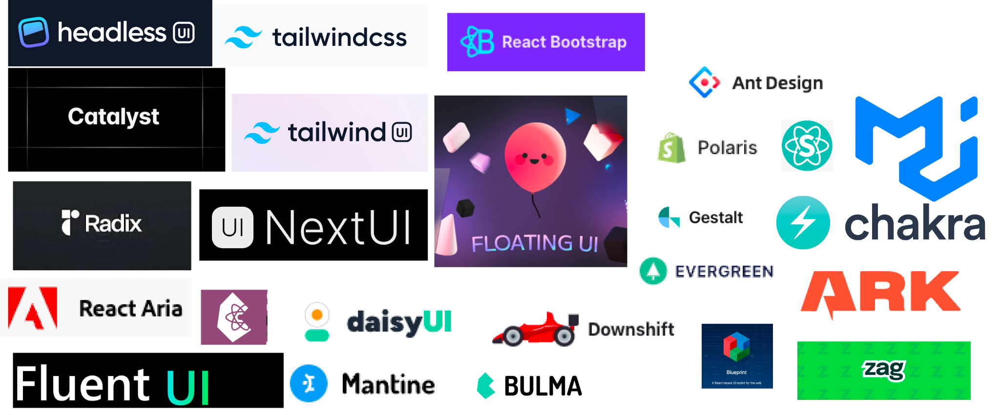 headless UI
tailwindcss
React Bootstrap
Catalyst
tailwind UI
Ant Design
Polaris
S
Radix
UI NextUI
FLOATING UI
Gestalt
chakra
EVERGREEN
ARK
React Aria
daisyUI
Downshift
Blueprint
A React-based UI toolkit for the web
zag
Fluent UI
Mantine
BULMA